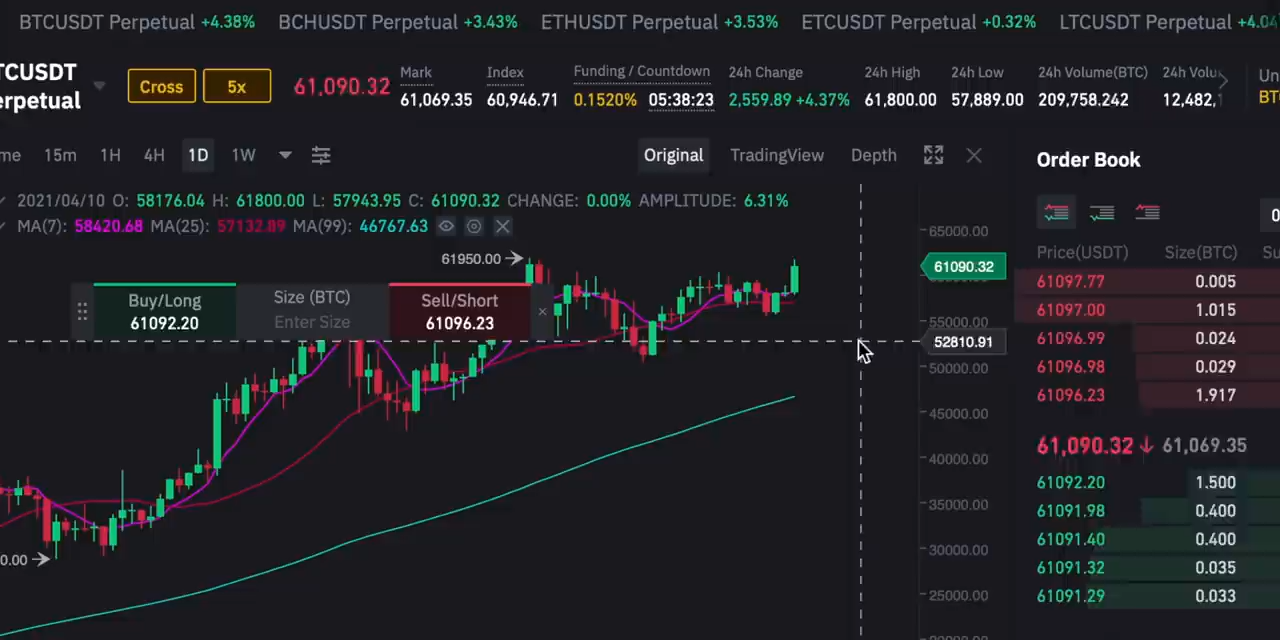 BTCUSDT Perpetual +4.38% BCHUSDT Perpetual +3.43% ETHUSDT Perpetual +3.53% ETCUSDT Perpetual +0.32% LTCUSDT Perpetual +4.04
TCUSDT
erpetual
Cross 5x 61,090.32
Mark Index Funding / Countdown 24h Change 24h High 24h Low 24h Volume(BTC) 24h Volu Un
61,069.35 60,946.71 0.1520% 05:38:23 2,559.89 +4.37% 61,800.00 57,889.00 209,758.242 12,482,1 BT
me 15m 1H 4H 1D 1W Original TradingView Depth
Order Book
2021/04/10 O: 58176.04 H: 61800.00 L: 57943.95 C: 61090.32 CHANGE: 0.00% AMPLITUDE: 6.31%
MA(7): 58420.68 MA(25): 57132.89 MA(99): 46767.63
0
Price(USDT) Size(BTC) Su
65000.00
61950.00
61090.32
55000.00
52810.91
50000.00
45000.00
40000.00
35000.00
30000.00
25000.00
Buy/Long
61092.20
Size (BTC)
Enter Size
Sell/Short
61096.23
0.00
61097.77 0.005
61097.00 1.015
61096.99 0.024
61096.98 0.029
61096.23 1.917
61,090.32 ↓ 61,069.35
61092.20 1.500
61091.98 0.400
61091.40 0.400
61091.32 0.035
61091.29 0.033